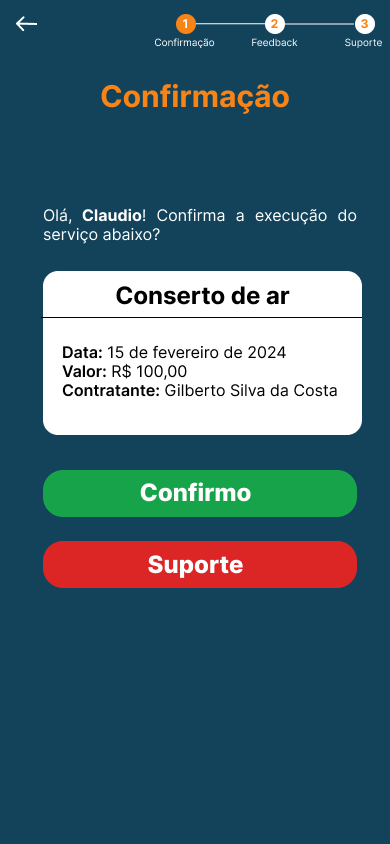 1
2
3
Confirmação
Feedback
Suporte
Confirmação
Olá, Claudio! Confirma a execução do
serviço abaixo?
Conserto de ar
Data: 15 de fevereiro de 2024
Valor: R$ 100,00
Contratante: Gilberto Silva da Costa
Confirmo
Suporte